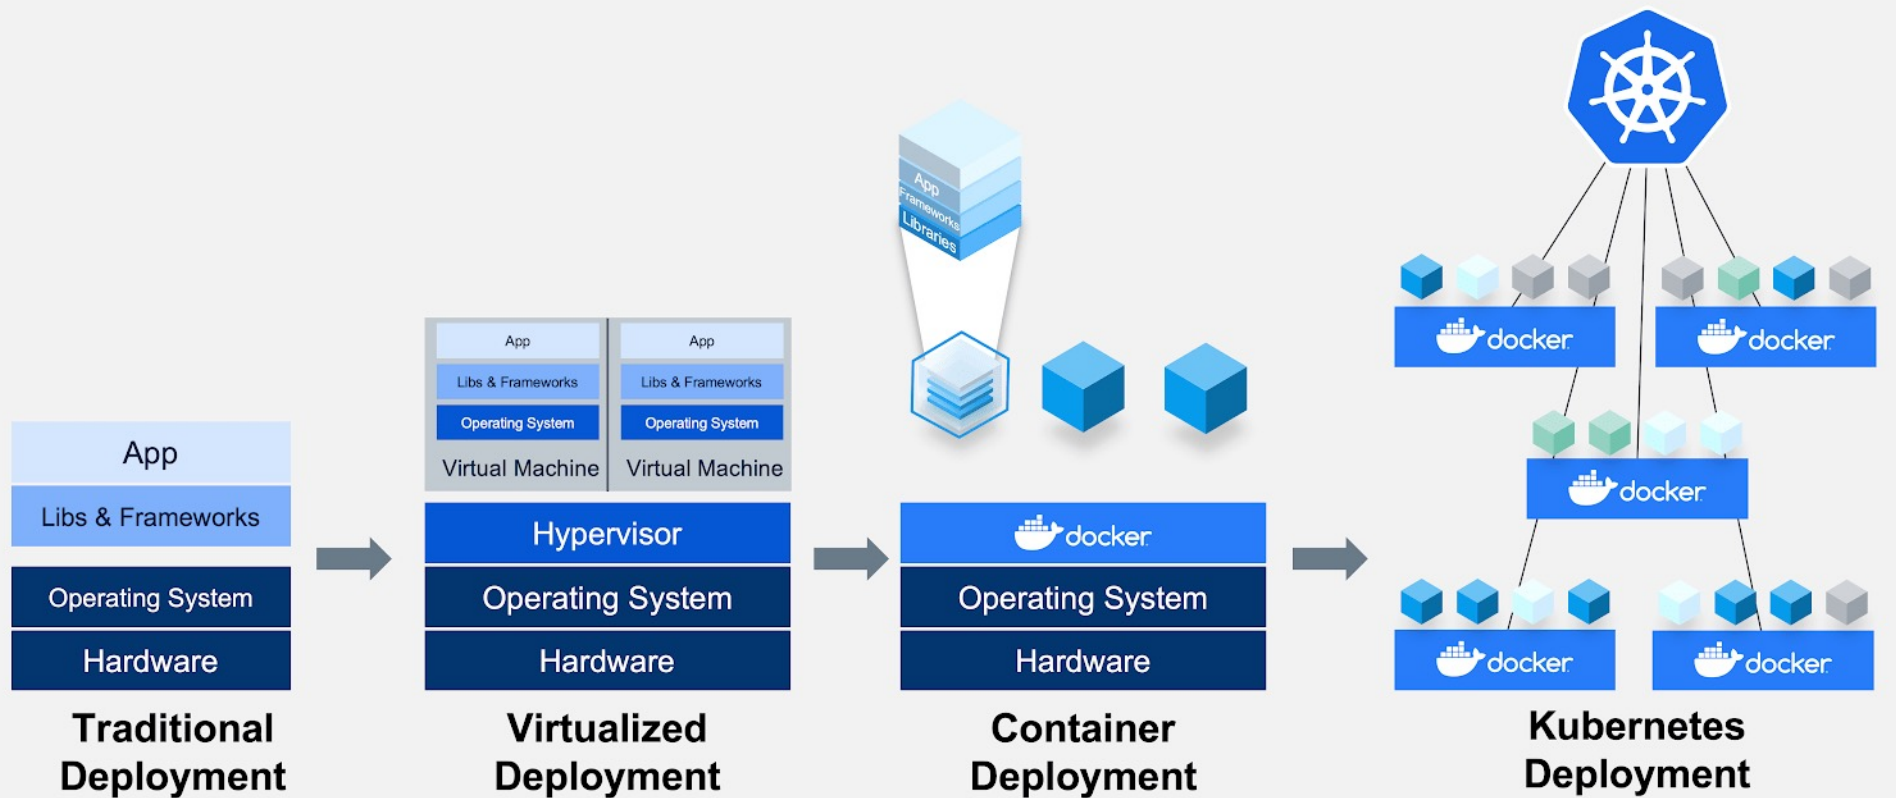 App
Libs & Frameworks
Operating System
Hardware
Traditional
Deployment
App
App
Libs & Frameworks
Libs & Frameworks
Operating System
Operating System
Virtual Machine
Virtual Machine
Hypervisor
Operating System
Hardware
Virtualized
Deployment
App
Frameworks
Libraries
docker
Operating System
Hardware
Container
Deployment
docker
docker
docker
docker
docker
Kubernetes
Deployment